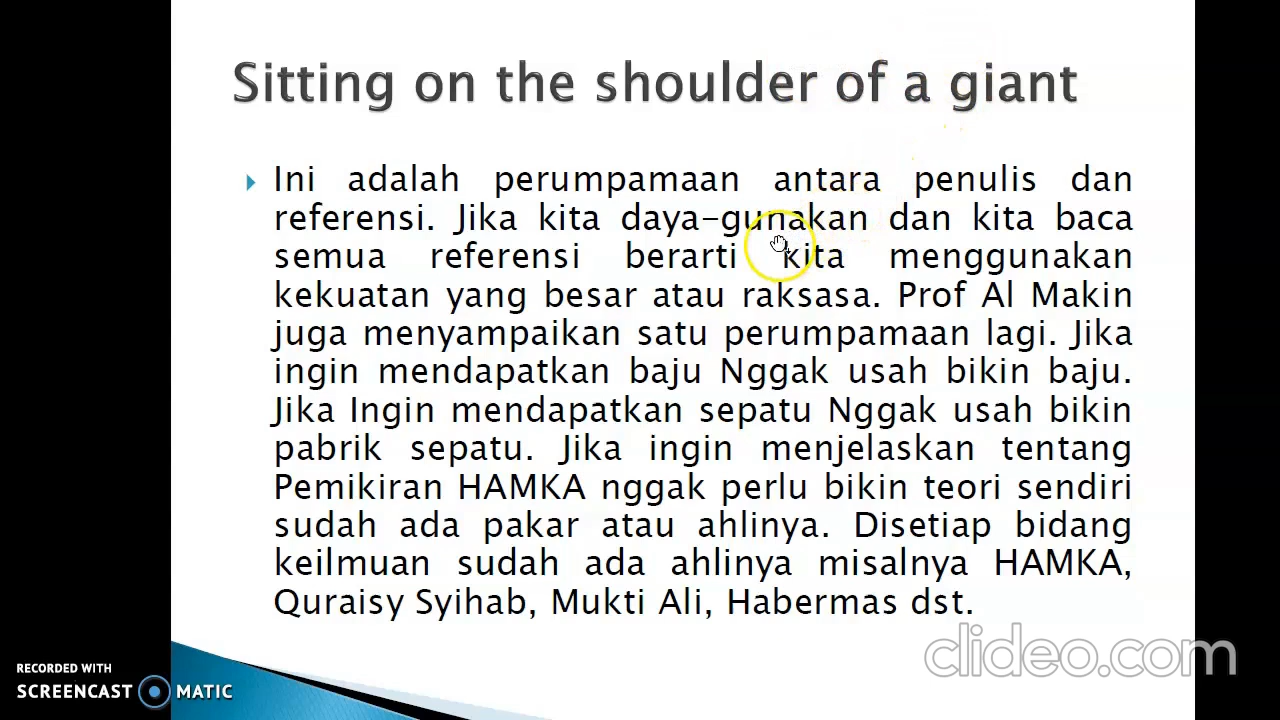 Sitting on the shoulder of a giant
Ini adalah perumpamaan antara penulis dan
referensi. Jika kita daya-gunakan dan kita baca
semua referensi berarti kita menggunakan
kekuatan yang besar atau raksasa. Prof Al Makin
juga menyampaikan satu perumpamaan lagi. Jika
ingin mendapatkan baju Nggak usah bikin baju.
Jika Ingin mendapatkan sepatu Nggak usah bikin
pabrik sepatu. Jika ingin menjelaskan tentang
Pemikiran HAMKA nggak perlu bikin teori sendiri
sudah ada pakar atau ahlinya. Disetiap bidang
keilmuan sudah ada ahlinya misalnya HAMKA,
Quraisy Syihab, Mukti Ali, Habermas dst.
clideo.com
RECORDED WITH
SCREENCAST MATIC